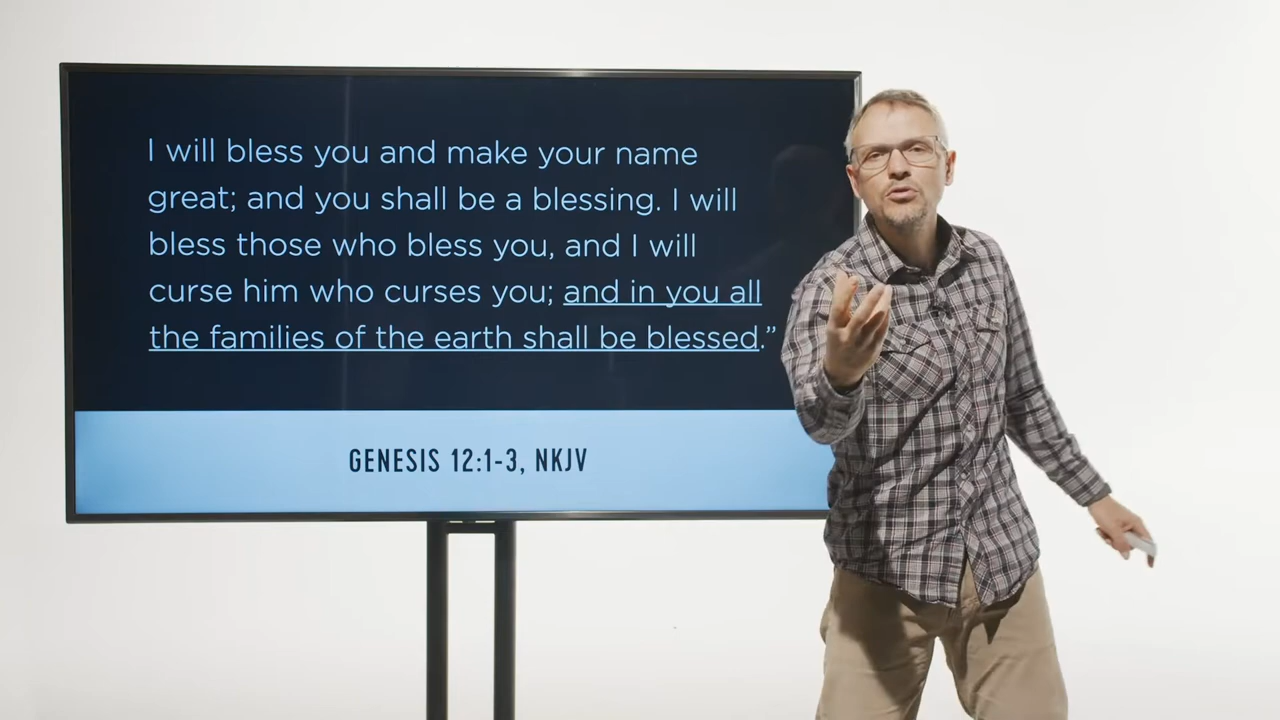 I will bless you and make your name
great; and you shall be a blessing. I will
bless those who bless you, and I will
curse him who curses you; and in you all
the families of the earth shall be blessed.”
GENESIS 12:1-3, NKJV